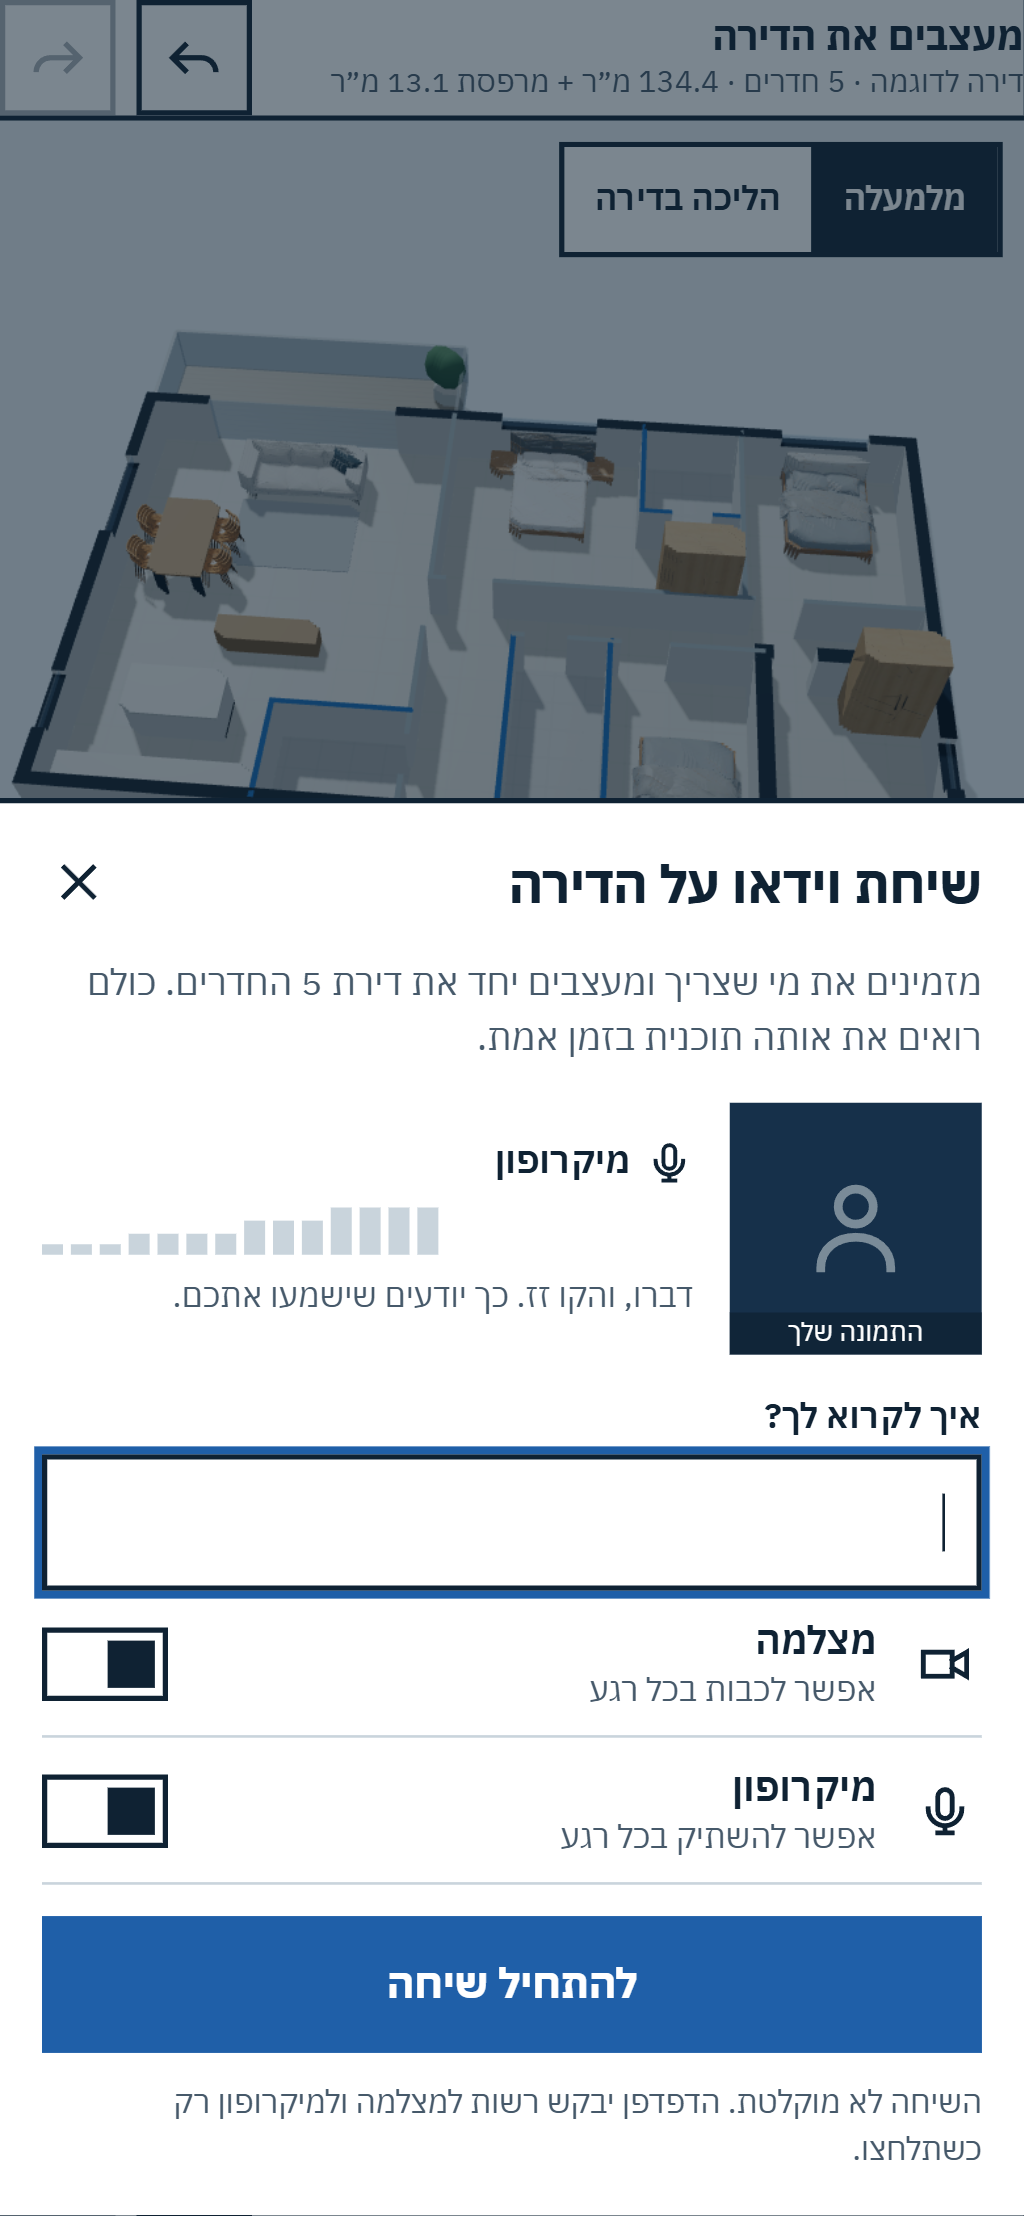 מעצבים את הדירה
דירה לדוגמה · 5 חדרים · 134.4 מ״ר + מרפסת 13.1 מ״ר
מלמעלה
הליכה בדירה
שיחת וידאו על הדירה
מזמינים את מי שצריך ומעצבים יחד את דירת 5 החדרים. כולם
רואים את אותה תוכנית בזמן אמת.
מיקרופון
דברו, והקו זז. כך יודעים שישמעו אתכם.
התמונה שלך
איך לקרוא לך?
מצלמה
אפשר לכבות בכל רגע
מיקרופון
אפשר להשתיק בכל רגע
להתחיל שיחה
השיחה לא מוקלטת. הדפדפן יבקש רשות למצלמה ולמיקרופון רק
כשתלחצו.